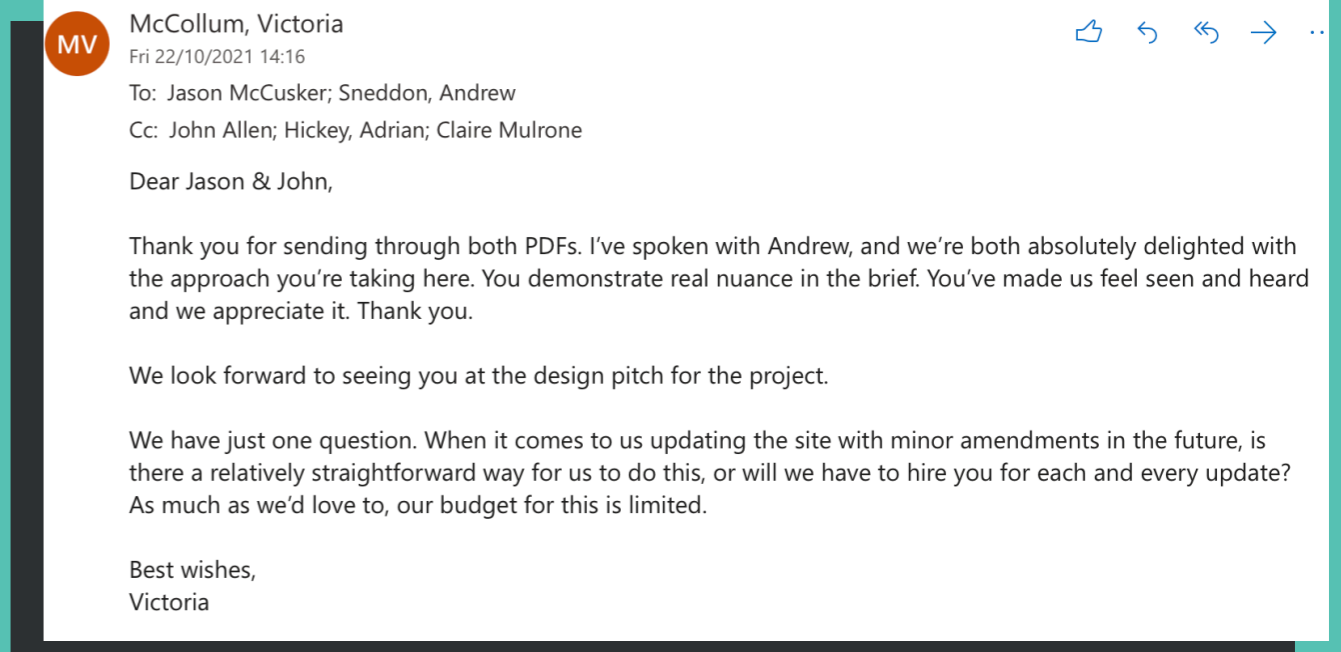 MV
McCollum, Victoria
Fri 22/10/2021 14:16
To: Jason McCusker; Sneddon, Andrew
Cc: John Allen; Hickey, Adrian; Claire Mulrone
Dear Jason & John,
Thank you for sending through both PDFs. I’ve spoken with Andrew, and we’re both absolutely delighted with
the approach you’re taking here. You demonstrate real nuance in the brief. You’ve made us feel seen and heard
and we appreciate it. Thank you.
We look forward to seeing you at the design pitch for the project.
We have just one question. When it comes to us updating the site with minor amendments in the future, is
there a relatively straightforward way for us to do this, or will we have to hire you for each and every update?
As much as we’d love to, our budget for this is limited.
Best wishes,
Victoria